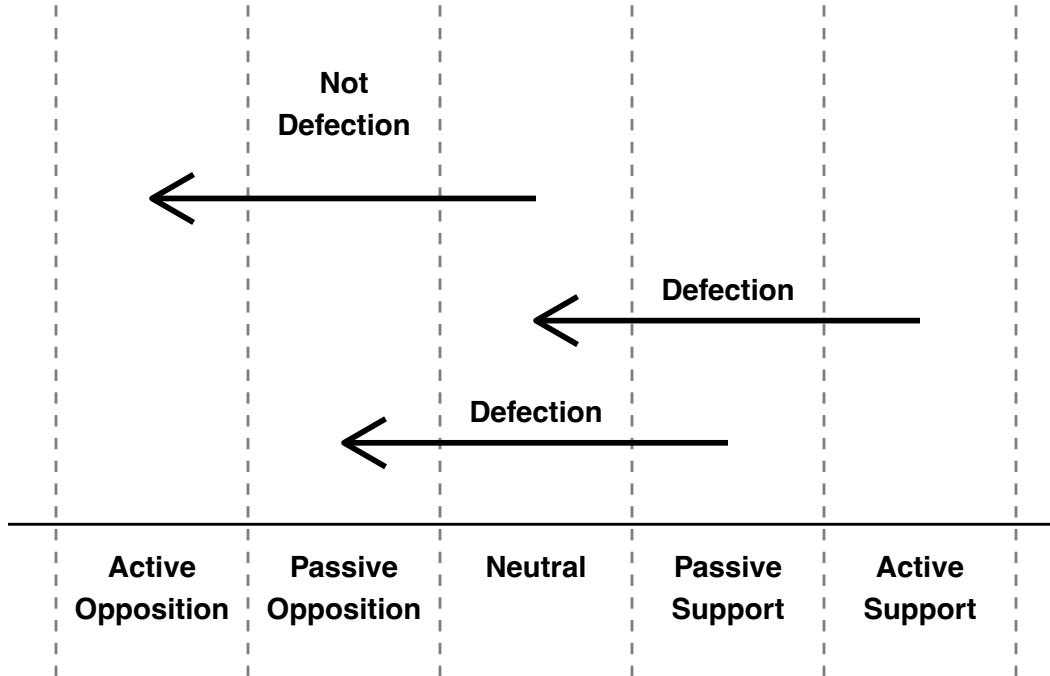 Not
Defection
Defection
Defection
Active
Opposition
Passive
Opposition
Neutral
Passive
Support
Active
Support